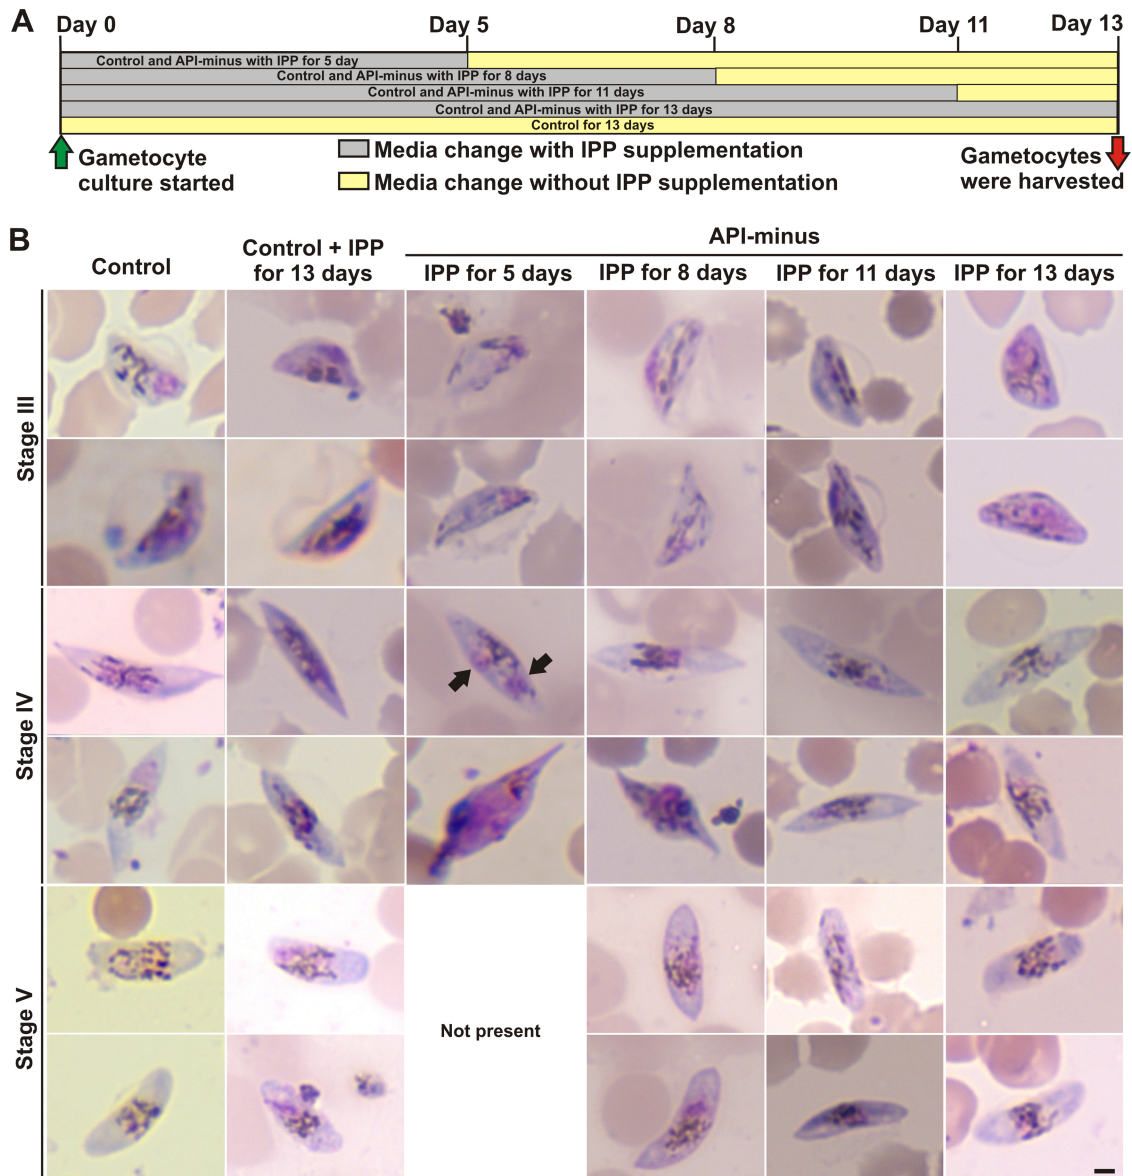 A
Day 0
Day 5
Day 8
Day 11
Day 13
Control and API-minus with IPP for 5 day
Control and API-minus with IPP for 8 days
Control and API-minus with IPP for 11 days
Control and API-minus with IPP for 13 days
Control for 13 days
Gametocyte
culture started
Media change with IPP supplementation
Media change without IPP supplementation
Gametocytes
were harvested
B
Control
Control + IPP
for 13 days
API-minus
IPP for 5 days
IPP for 8 days
IPP for 11 days
IPP for 13 days
Stage III
Stage IV
Stage V
Not present